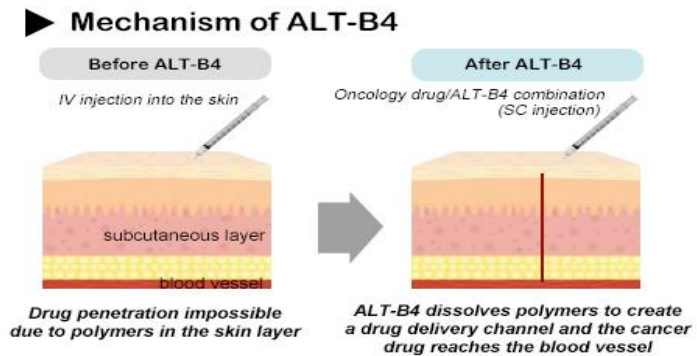 ▶ Mechanism of ALT-B4
Before ALT-B4
IV injection into the skin
subcutaneous layer
blood vessel
Drug penetration impossible
due to polymers in the skin layer
After ALT-B4
Oncology drug/ALT-B4 combination
(SC injection)
ALT-B4 dissolves polymers to create
a drug delivery channel and the cancer
drug reaches the blood vessel